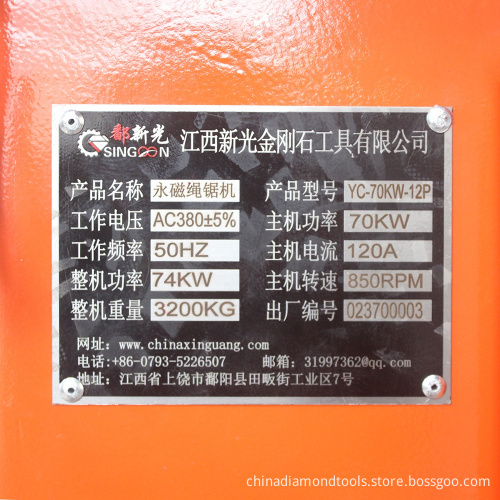 鄱新光
SINGOON
江西新光金刚石工具有限公司
产品名称 永磁绳锯机 产品型号 YC-70KW-12P
工作电压 AC380±5% 主机功率 70KW
工作频率 50HZ 主机电流 120A
整机功率 74KW 主机转速 850RPM
整机重量 3200KG 出厂编号 023700003
网址: www.chinaxinguang.com
电话:+86-0793-5226507 邮箱: 31997362@qq.com
地址: 江西省上饶市鄱阳县田畈街工业区7号
chinadiamondtools.store.bossgoo.com